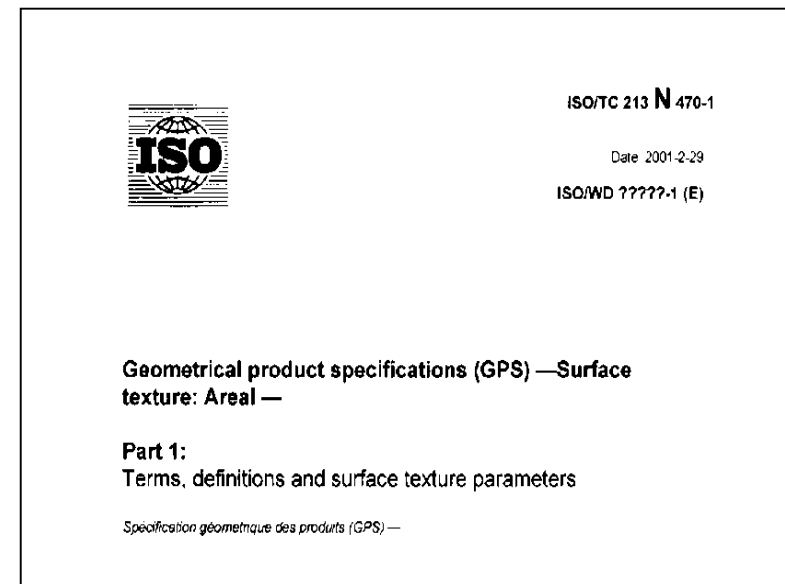 ISO
ISO/TC 213 N 470-1
Date 2001-2-29
ISO/WD ?????-1 (E)
Geometrical product specifications (GPS) —Surface
texture: Areal —
Part 1:
Terms, definitions and surface texture parameters
Spécification géometrique des produits (GPS) —